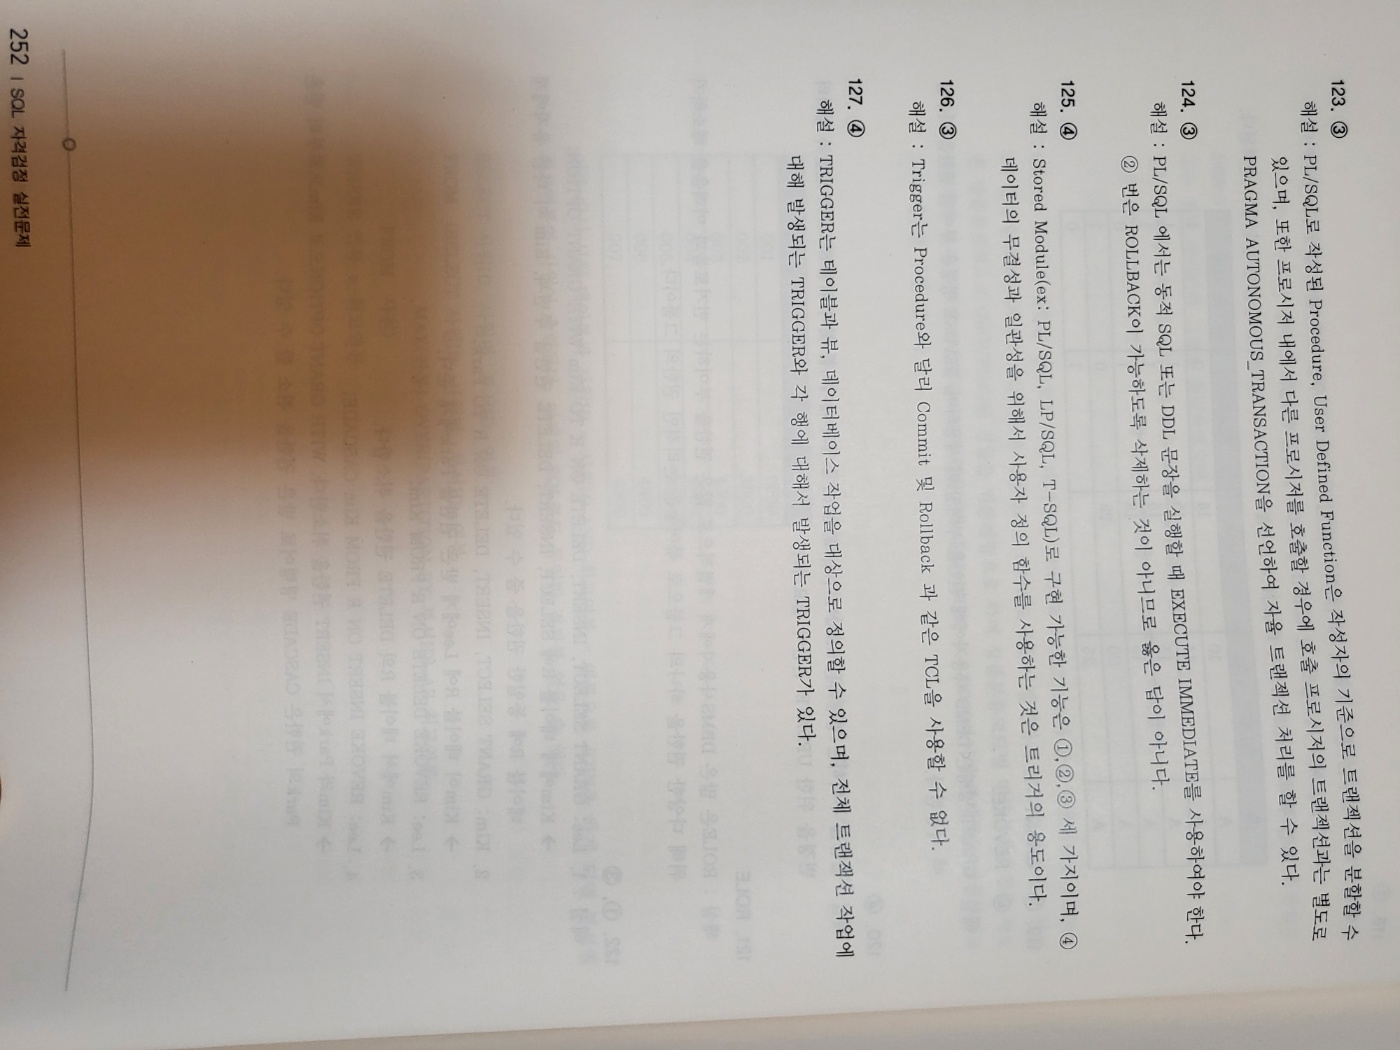 123. ③
해설 : PL/SQL로 작성된 Procedure, User Defined Function은 작성자의 기준으로 트랜젝션을 분할할 수
있으며, 또한 프로시저 내에서 다른 프로시저를 호출할 경우에 호출 프로시저의 트랜젝션과는 별도로
PRAGMA AUTONOMOUS_TRANSACTION을 선언하여 자율 트랜젝션 처리를 할 수 있다.
124. ③
해설 : PL/SQL 에서는 동적 SQL 또는 DDL 문장을 실행할 때 EXECUTE IMMEDIATE를 사용하여야 한다.
② 번은 ROLLBACK이 가능하도록 삭제하는 것이 아니므로 옳은 답이 아니다.
125. ④
해설 : Stored Module(ex: PL/SQL, LP/SQL, T-SQL)로 구현 가능한 기능은 ①,②,③ 세 가지이며, ④
데이터의 무결성과 일관성을 위해서 사용자 정의 함수를 사용하는 것은 트리거의 용도이다.
126. ③
해설 : Trigger는 Procedure와 달리 Commit 및 Rollback 과 같은 TCL을 사용할 수 없다.
127. ④
해설 : TRIGGER는 테이블과 뷰, 데이터베이스 작업을 대상으로 정의할 수 있으며, 전체 트랜젝션 작업에
대해 발생되는 TRIGGER와 각 행에 대해서 발생되는 TRIGGER가 있다.
252 | SQL 자격검정 실전문제